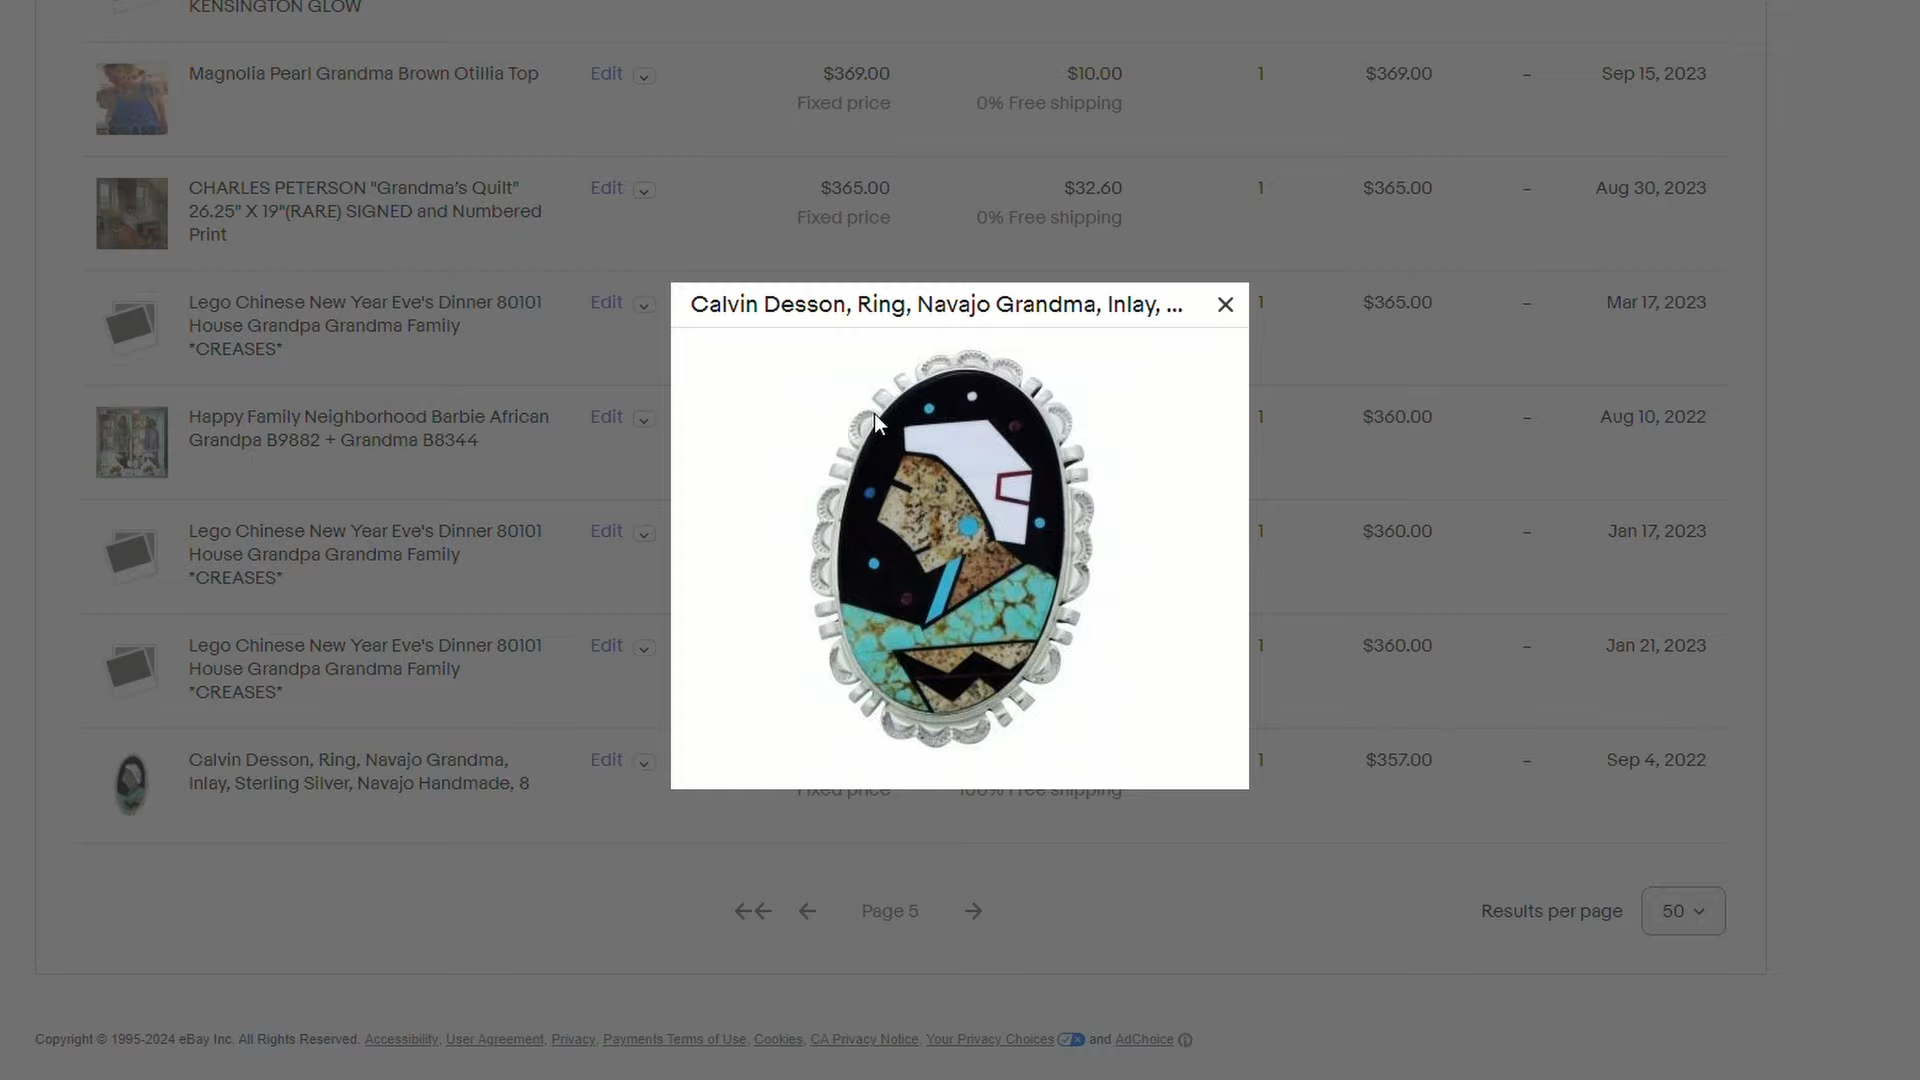 KENSINGTON GLOW
Magnolia Pearl Grandma Brown Otillia Top
Edit
$369.00
$10.00
1
$369.00
-
Sep 15, 2023
Fixed price
0% Free shipping
CHARLES PETERSON "Grandma's Quilt"
26.25" X 19"(RARE) SIGNED and Numbered
Print
Edit
$365.00
$32.60
1
$365.00
-
Aug 30, 2023
Fixed price
0% Free shipping
Lego Chinese New Year Eve's Dinner 80101
House Grandpa Grandma Family
*CREASES*
Edit
1
$365.00
-
Mar 17, 2023
Calvin Desson, Ring, Navajo Grandma, Inlay, ...
Happy Family Neighborhood Barbie African
Grandpa B9882 + Grandma B8344
Edit
1
$360.00
-
Aug 10, 2022
Lego Chinese New Year Eve's Dinner 80101
House Grandpa Grandma Family
*CREASES*
Edit
1
$360.00
-
Jan 17, 2023
Lego Chinese New Year Eve's Dinner 80101
House Grandpa Grandma Family
*CREASES*
Edit
1
$360.00
-
Jan 21, 2023
Calvin Desson, Ring, Navajo Grandma,
Inlay, Sterling Silver, Navajo Handmade, 8
Edit
1
$357.00
-
Sep 4, 2022
Fixed price
100% Free shipping
Page 5
Results per page
50
Copyright © 1995-2024 eBay Inc. All Rights Reserved. Accessibility, User Agreement, Privacy, Payments Terms of Use, Cookies, CA Privacy Notice, Your Privacy Choices and AdChoice